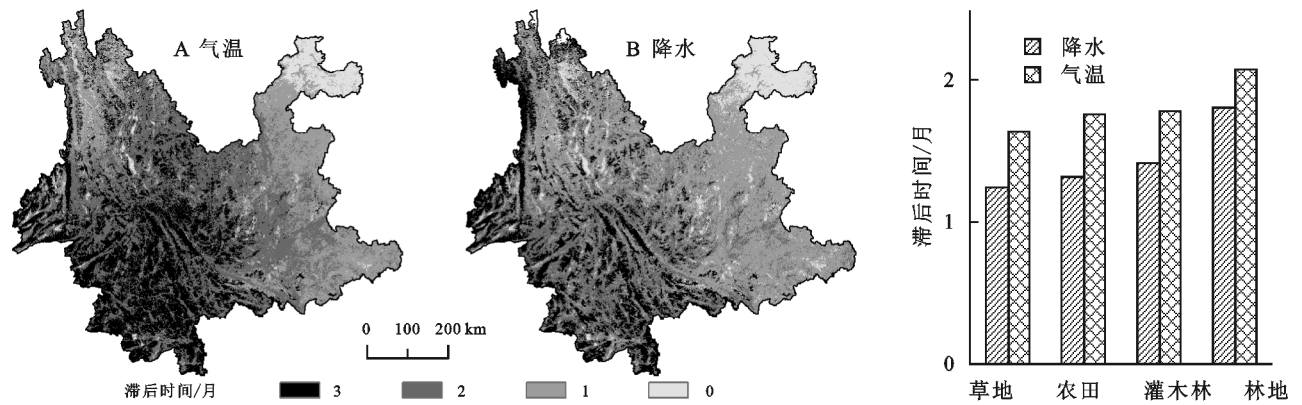 A 气温
B 降水
0 100 200 km
滞后时间/月 3 2 1 0
滞后时间/月
2
1
0
降水
气温
草地 农田 灌木林 林地